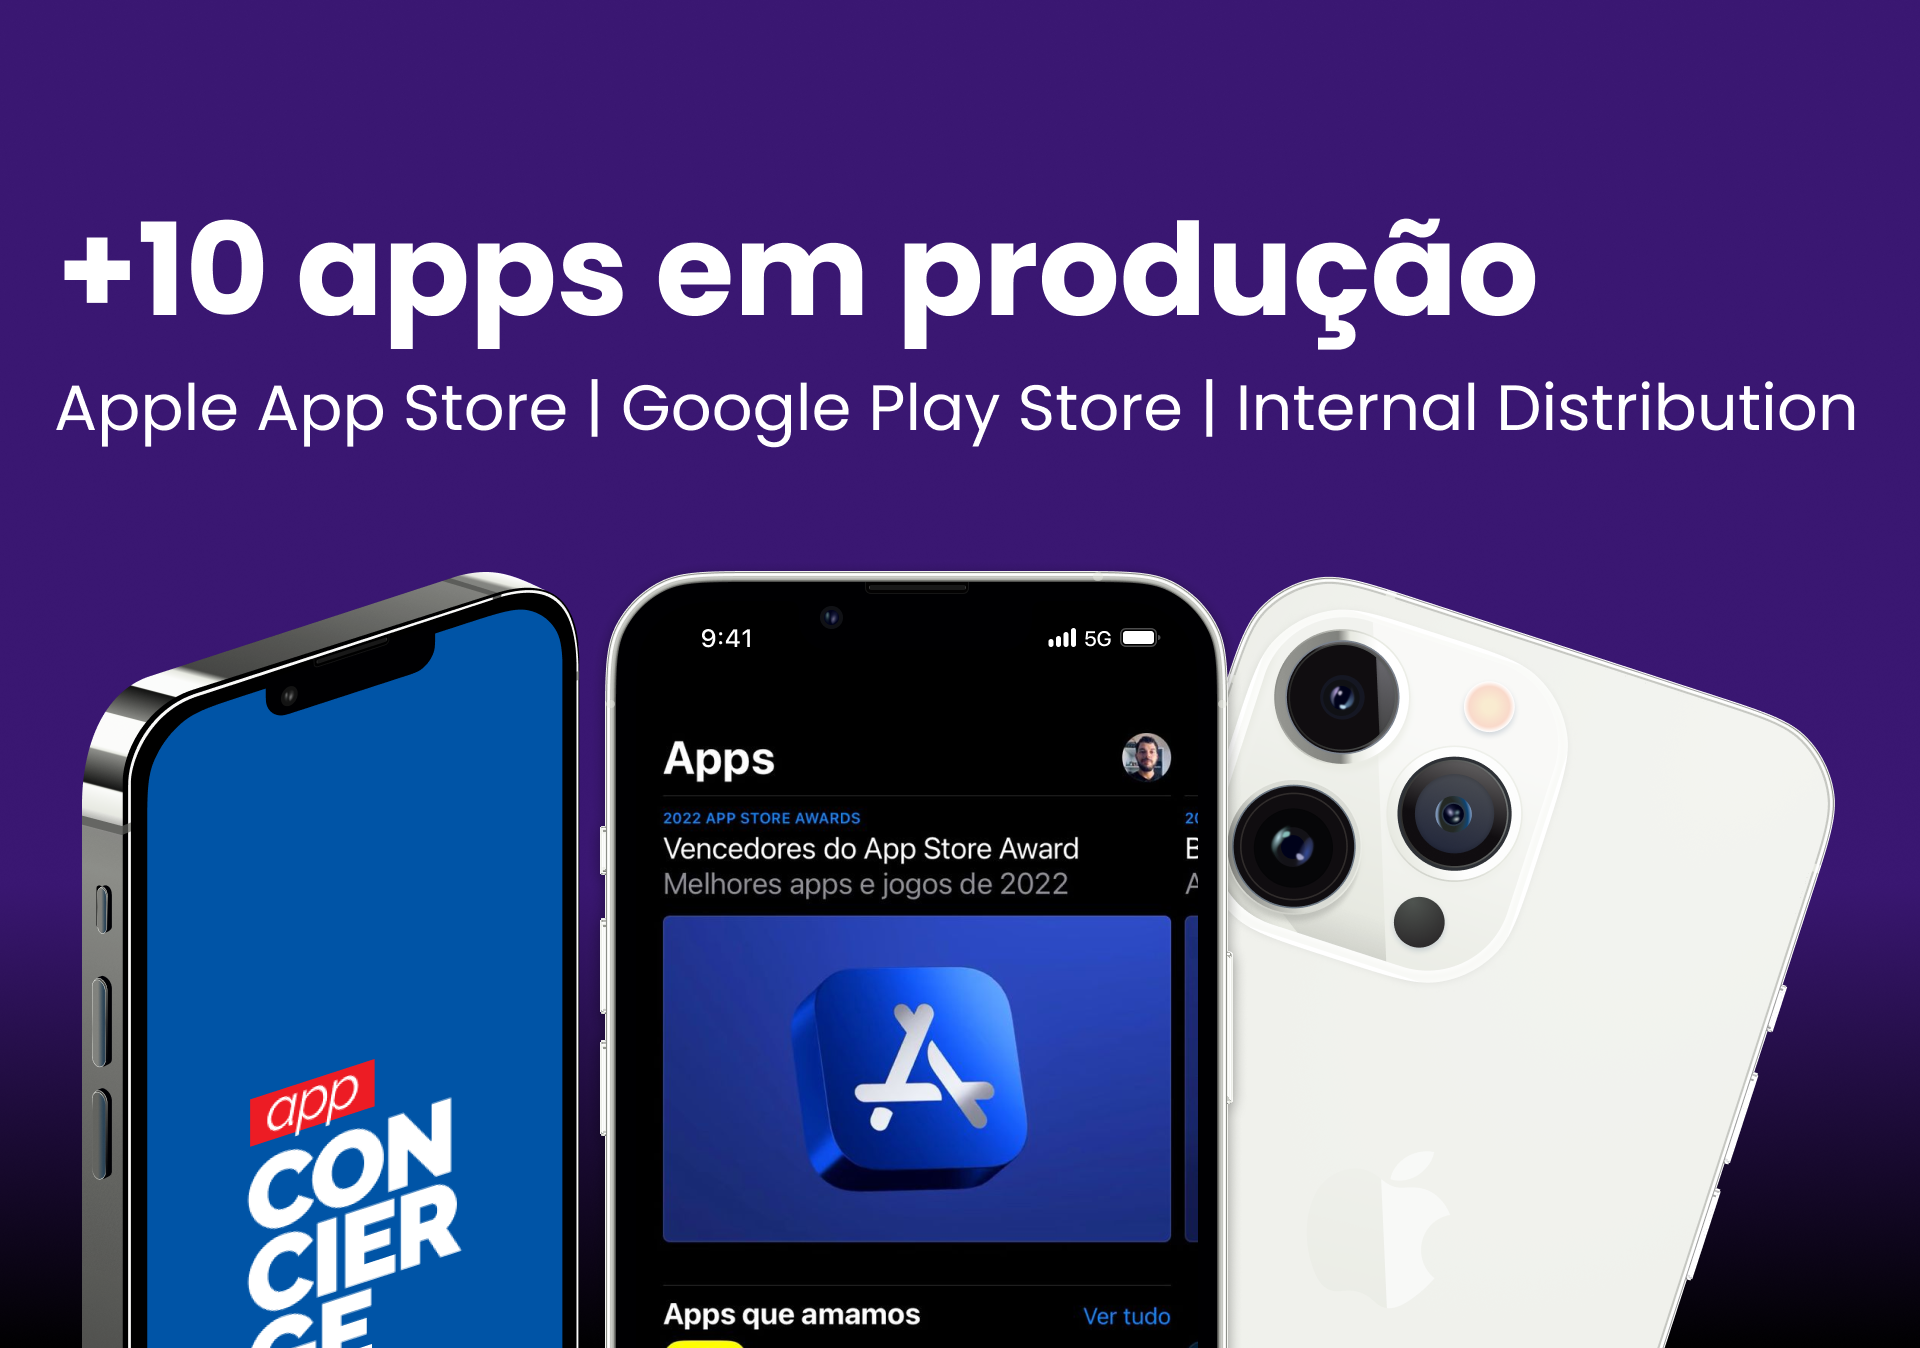 +10 apps em produção
Apple App Store | Google Play Store | Internal Distribution
app
CON
CIER
GE
9:41
5G
Apps
2022 APP STORE AWARDS
Vencedores do App Store Award
Melhores apps e jogos de 2022
Apps que amamos
Ver tudo